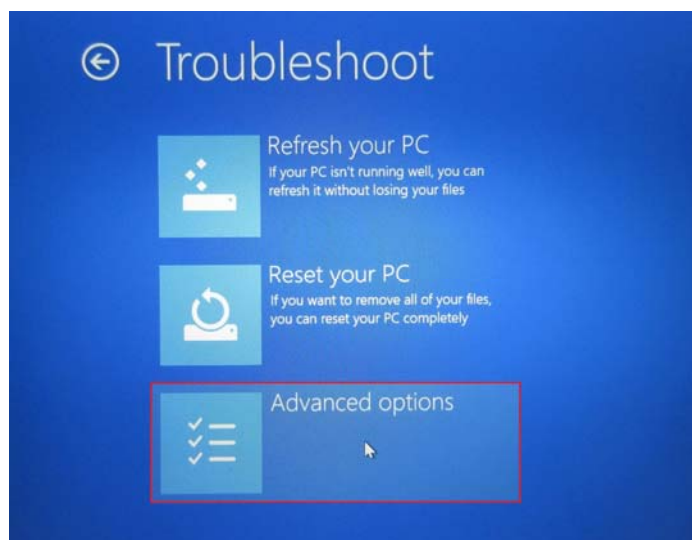 Troubleshoot
Refresh your PC
If your PC isn't running well, you can
refresh it without losing your files
Reset your PC
If you want to remove all of your files,
you can reset your PC completely
Advanced options